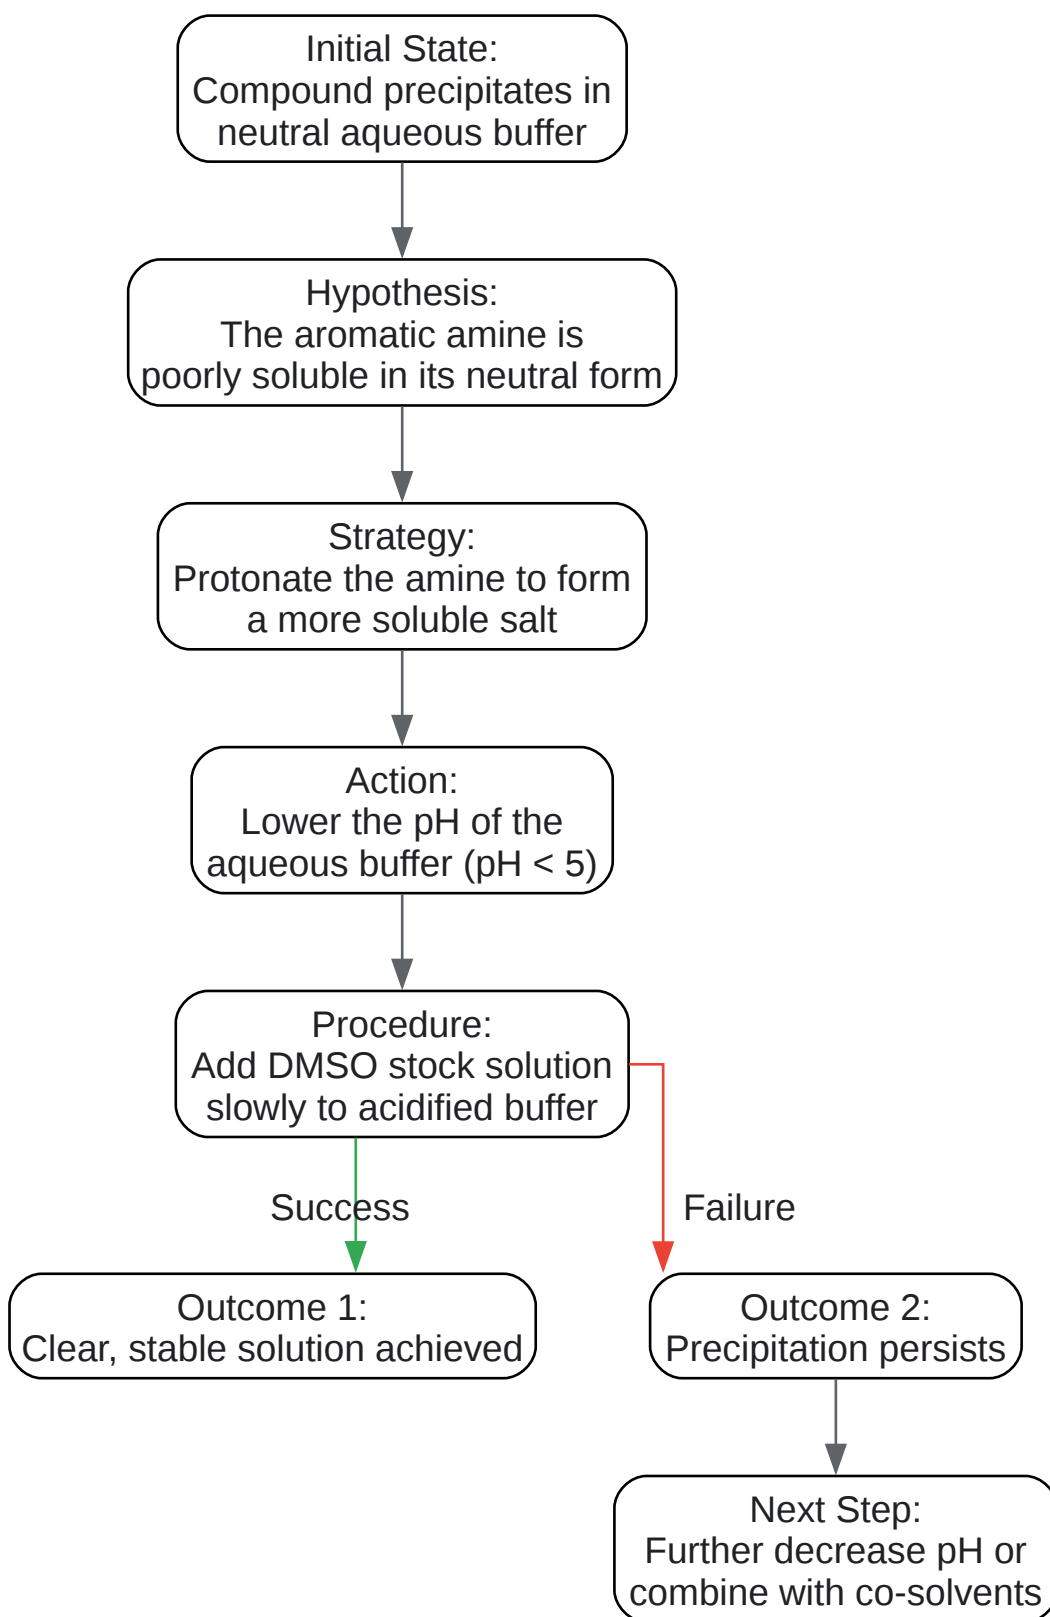 Initial State:
Compound precipitates in
neutral aqueous buffer
Hypothesis:
The aromatic amine is
poorly soluble in its neutral form
Strategy:
Protonate the amine to form
a more soluble salt
Action:
Lower the pH of the
aqueous buffer (pH < 5)
Procedure:
Add DMSO stock solution
slowly to acidified buffer
Success
Failure
Outcome 1:
Clear, stable solution achieved
Outcome 2:
Precipitation persists
Next Step:
Further decrease pH or
combine with co-solvents